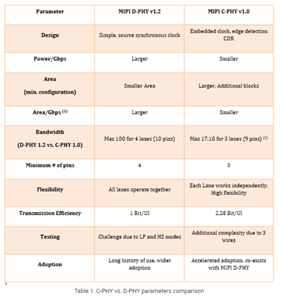 Parameter MIPI D-PHY v1.2 MIPI C-PHY v1.0
Design Simple, source synchronous clock Embedded clock, edge detection
CDR
Power/Gbps Larger Smaller
Area
(min. configuration) Smaller Area Larger, Additional blocks
Area/Gbps Larger Smaller
Bandwidth
(D-PHY 1.2 vs. C-PHY 1.0) Max 10G for 4 lanes (10 pins) Max 17.1G for 3 lanes (9 pins)
Minimum # of pins 4 3
Flexibility All lanes operate together Each Lane works independently.
High flexibility
Transmission Efficiency 1 Bit/UI 2.28 Bit/UI
Testing Challenge due to LP and HS modes Additional complexity due to 3
wires
Adoption Long history of use, wider
adoption Accelerated adoption, co-exists
with MIPI D-PHY
Table 1: C-PHY vs. D-PHY parameters comparison